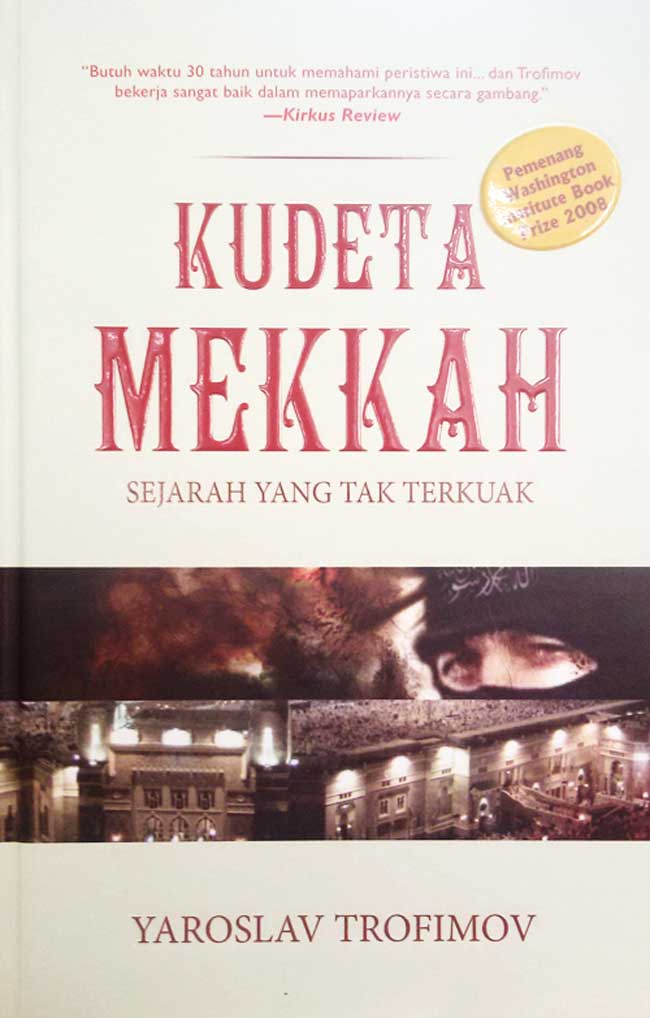 “Butuh waktu 30 tahun untuk memahami peristiwa ini... dan Trofimov
bekerja sangat baik dalam memaparkannya secara gambang.”
—Kirkus Review
Pemenang
Washington
Institute Book
Prize 2008
KUDETA
MEKKAH
SEJARAH YANG TAK TERKUAK
YAROSLAV TROFIMOV